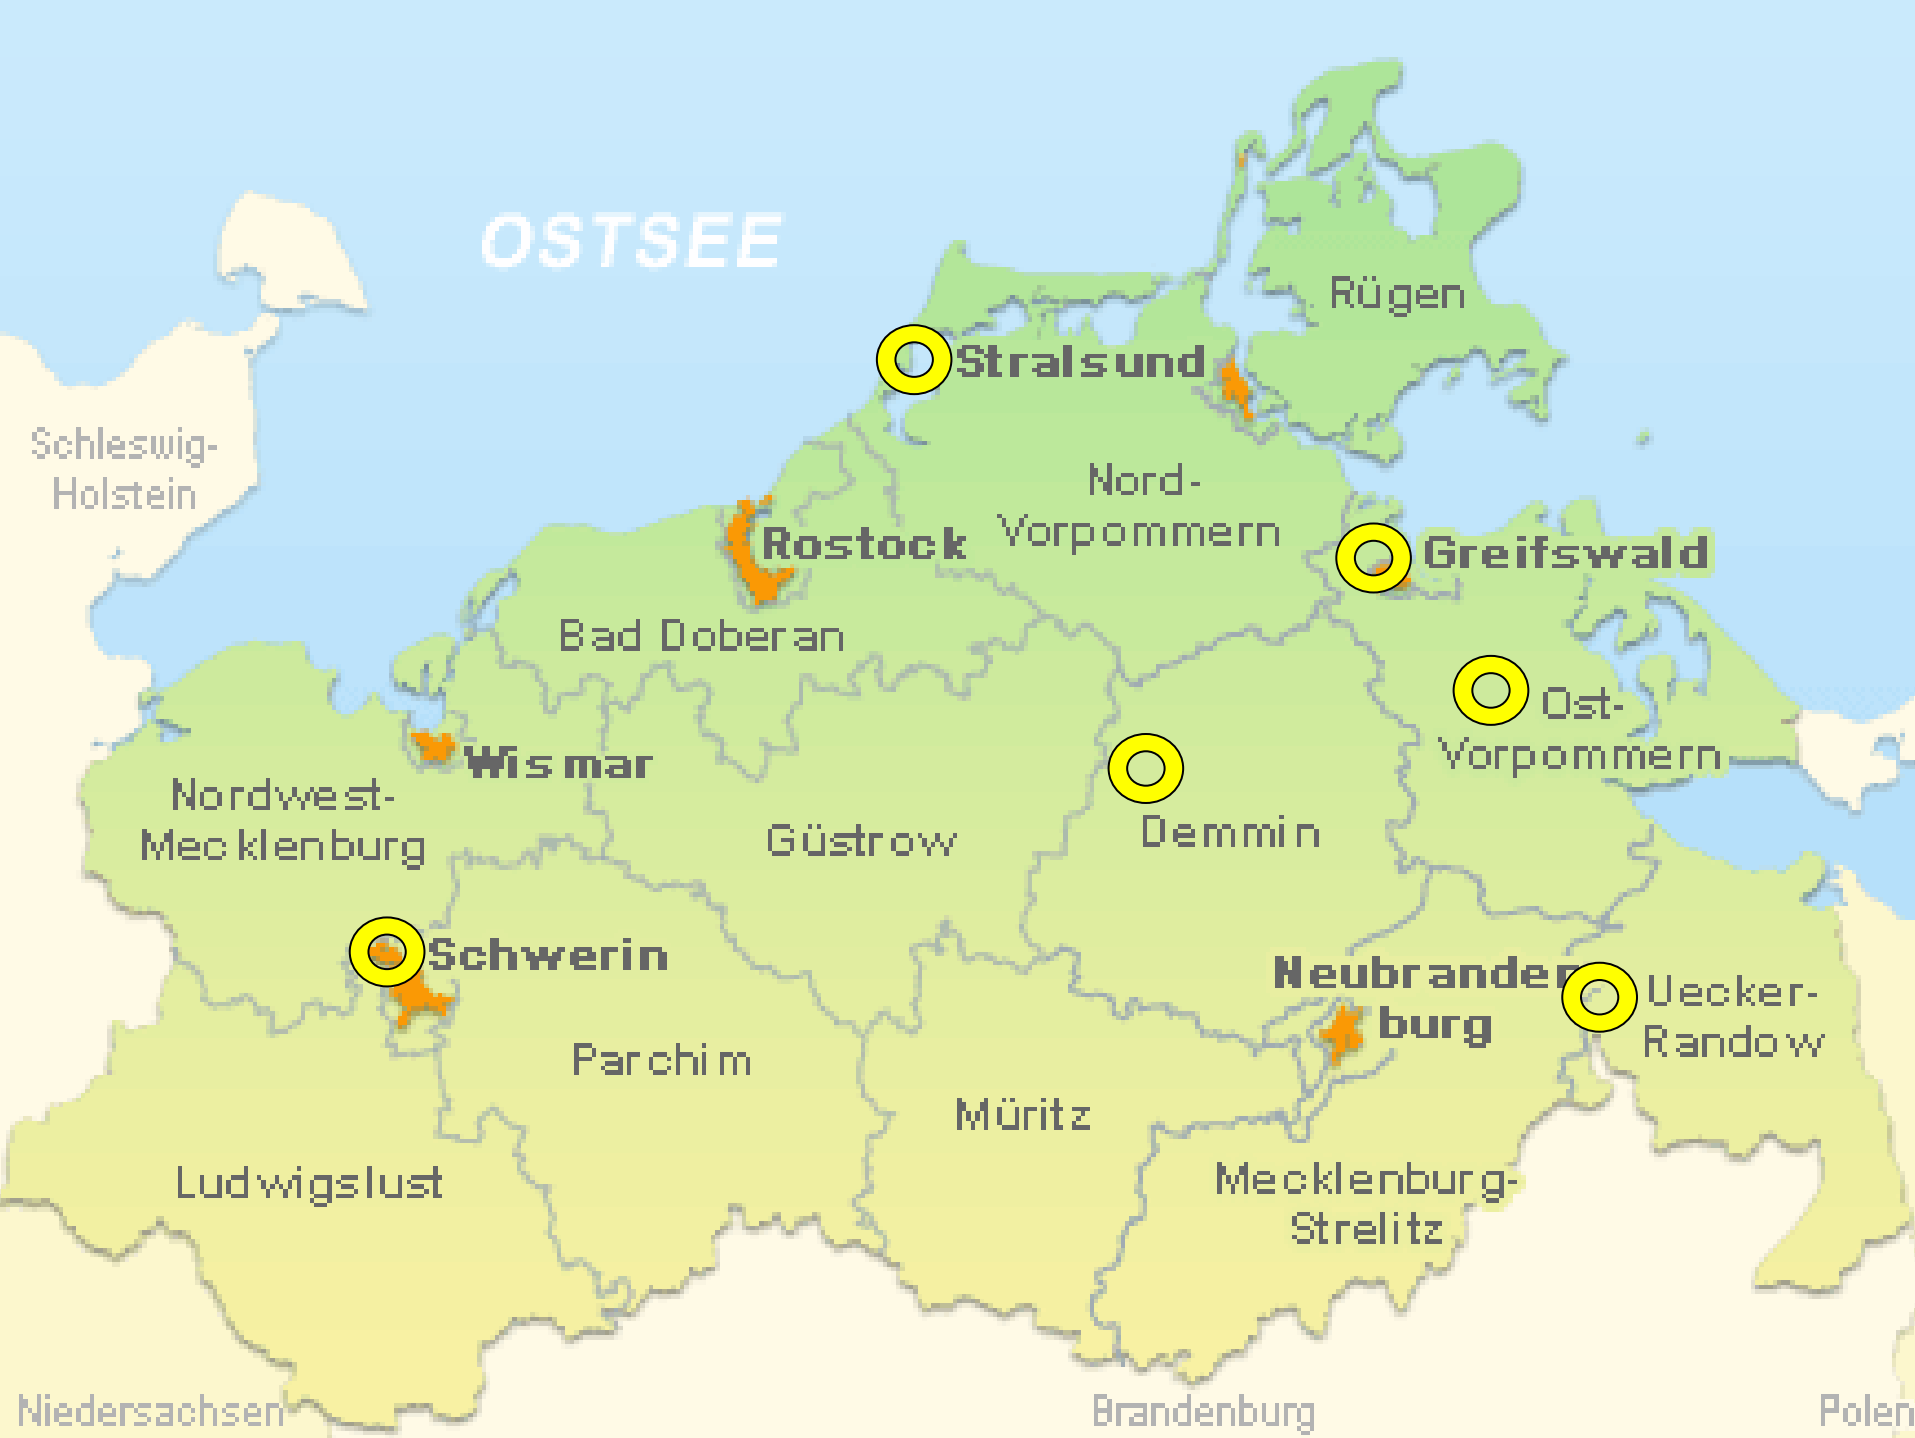 OSTSEE
Rügen
Stralsund
Schleswig-
Holstein
Nord-
Vorpommern
Rostock
Greifswald
Bad Doberan
Ost-
Vorpommern
Wismar
Nordwest-
Mecklenburg
Güstrow
Demmin
Schwerin
Neubranden
burg
Uecker-
Randow
Parchim
Müritz
Ludwigslust
Mecklenburg-
Strelitz
Niedersachsen
Brandenburg
Polen